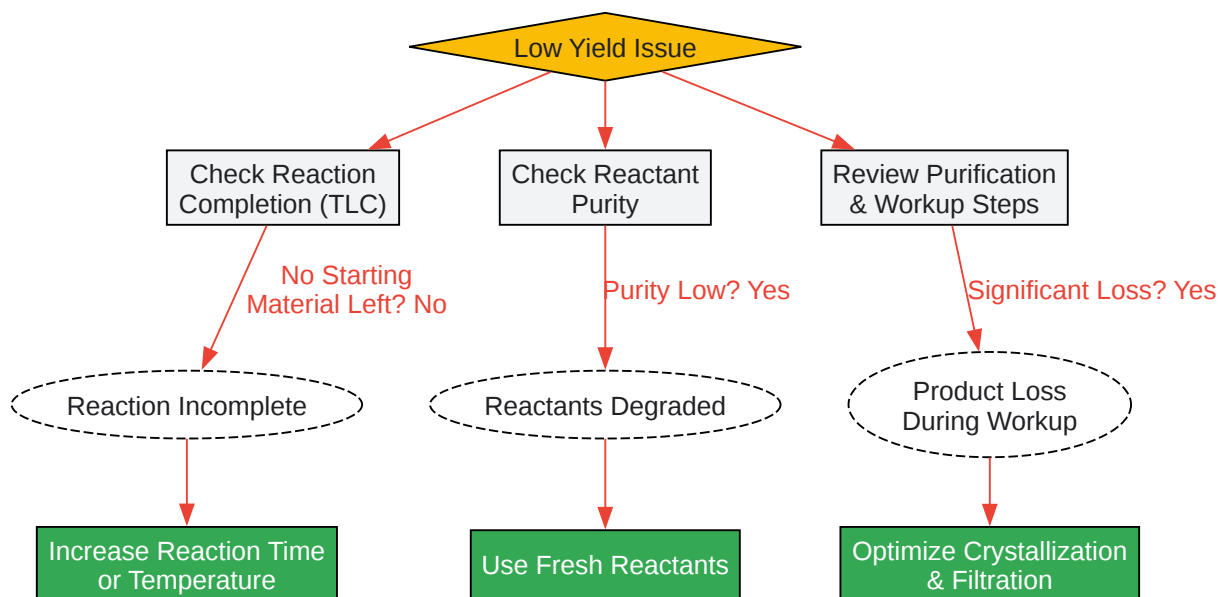 Low Yield Issue
Check Reaction
Completion (TLC)
Check Reactant
Purity
Review Purification
& Workup Steps
No Starting
Material Left? No
Purity Low? Yes
Significant Loss? Yes
Reaction Incomplete
Reactants Degraded
Product Loss
During Workup
Increase Reaction Time
or Temperature
Use Fresh Reactants
Optimize Crystallization
& Filtration